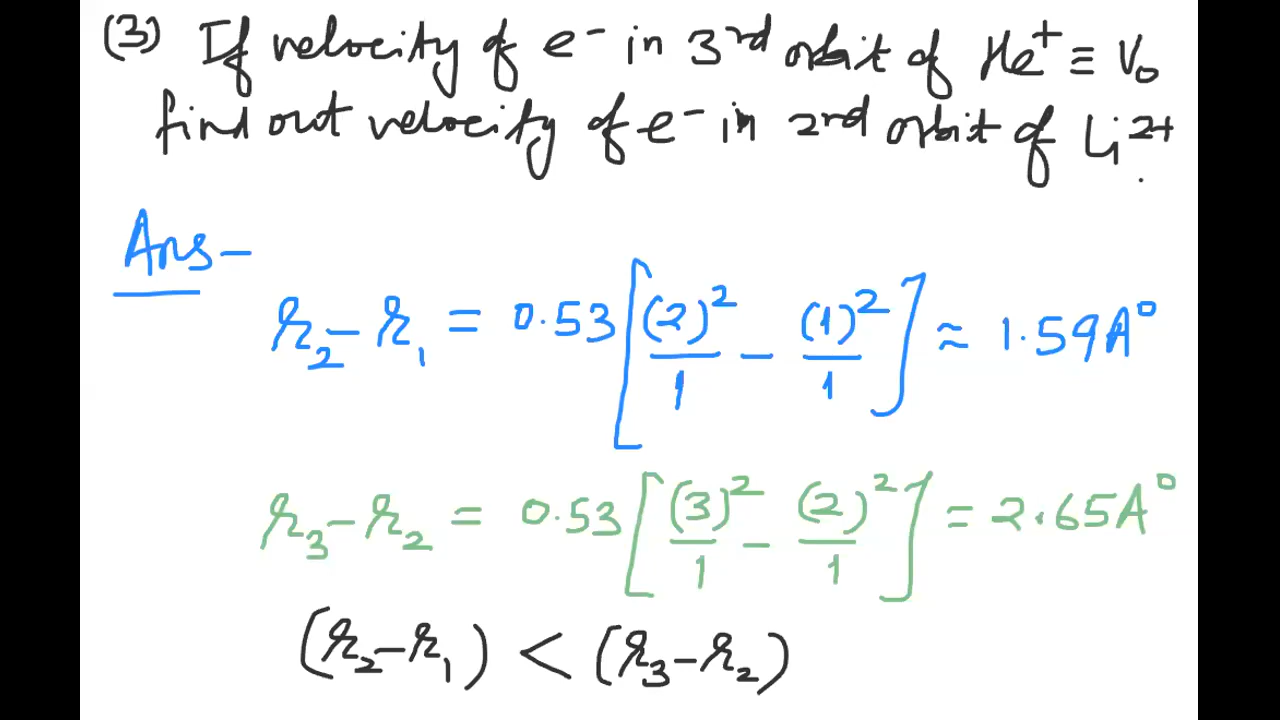 (3) If velocity of e⁻ in 3rd orbit of He⁺ ≡ V₀
find out velocity of e⁻ in 2nd orbit of Li²⁺
Ans –
r₂ – r₁ = 0.53 [(2)²/1 – (1)²/1] ≈ 1.59A°
r₃ – r₂ = 0.53 [(3)²/1 – (2)²/1] = 2.65A°
(r₂ – r₁) < (r₃ – r₂)